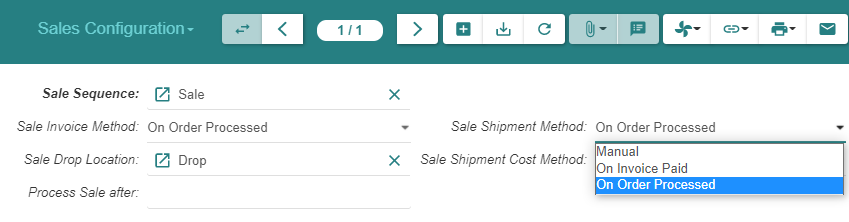 Sales Configuration
1 / 1
Sale Sequence: Sale
Sale Invoice Method: On Order Processed
Sale Shipment Method: On Order Processed
Manual
On Invoice Paid
On Order Processed
Sale Drop Location: Drop
Sale Shipment Cost Method:
Process Sale after: